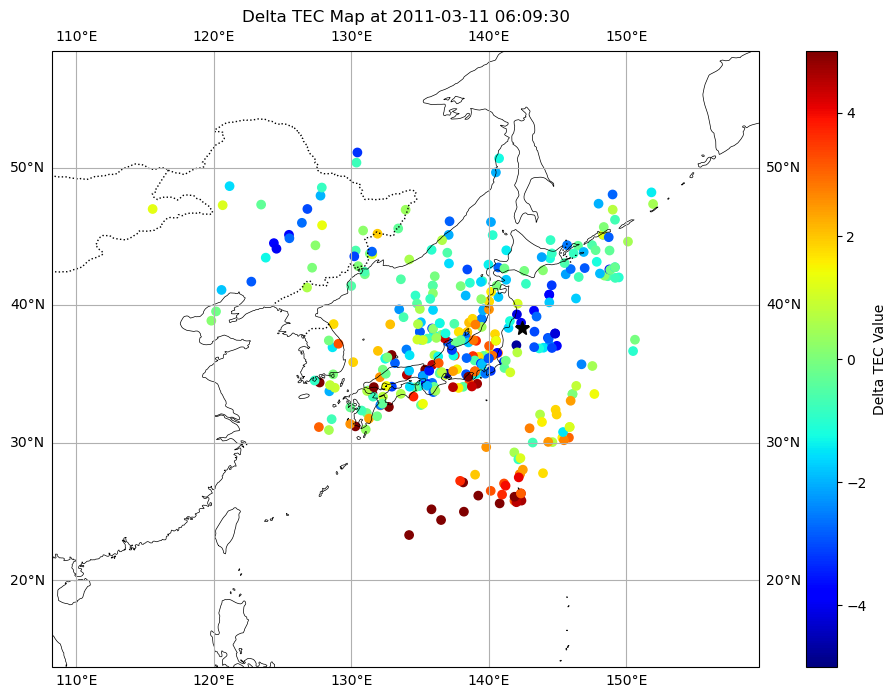 Delta TEC Map at 2011-03-11 06:09:30
110°E 120°E 130°E 140°E 150°E
50°N 50°N
40°N 40°N
30°N 30°N
20°N 20°N
110°E 120°E 130°E 140°E 150°E
4
2
0
−2
−4
Delta TEC Value